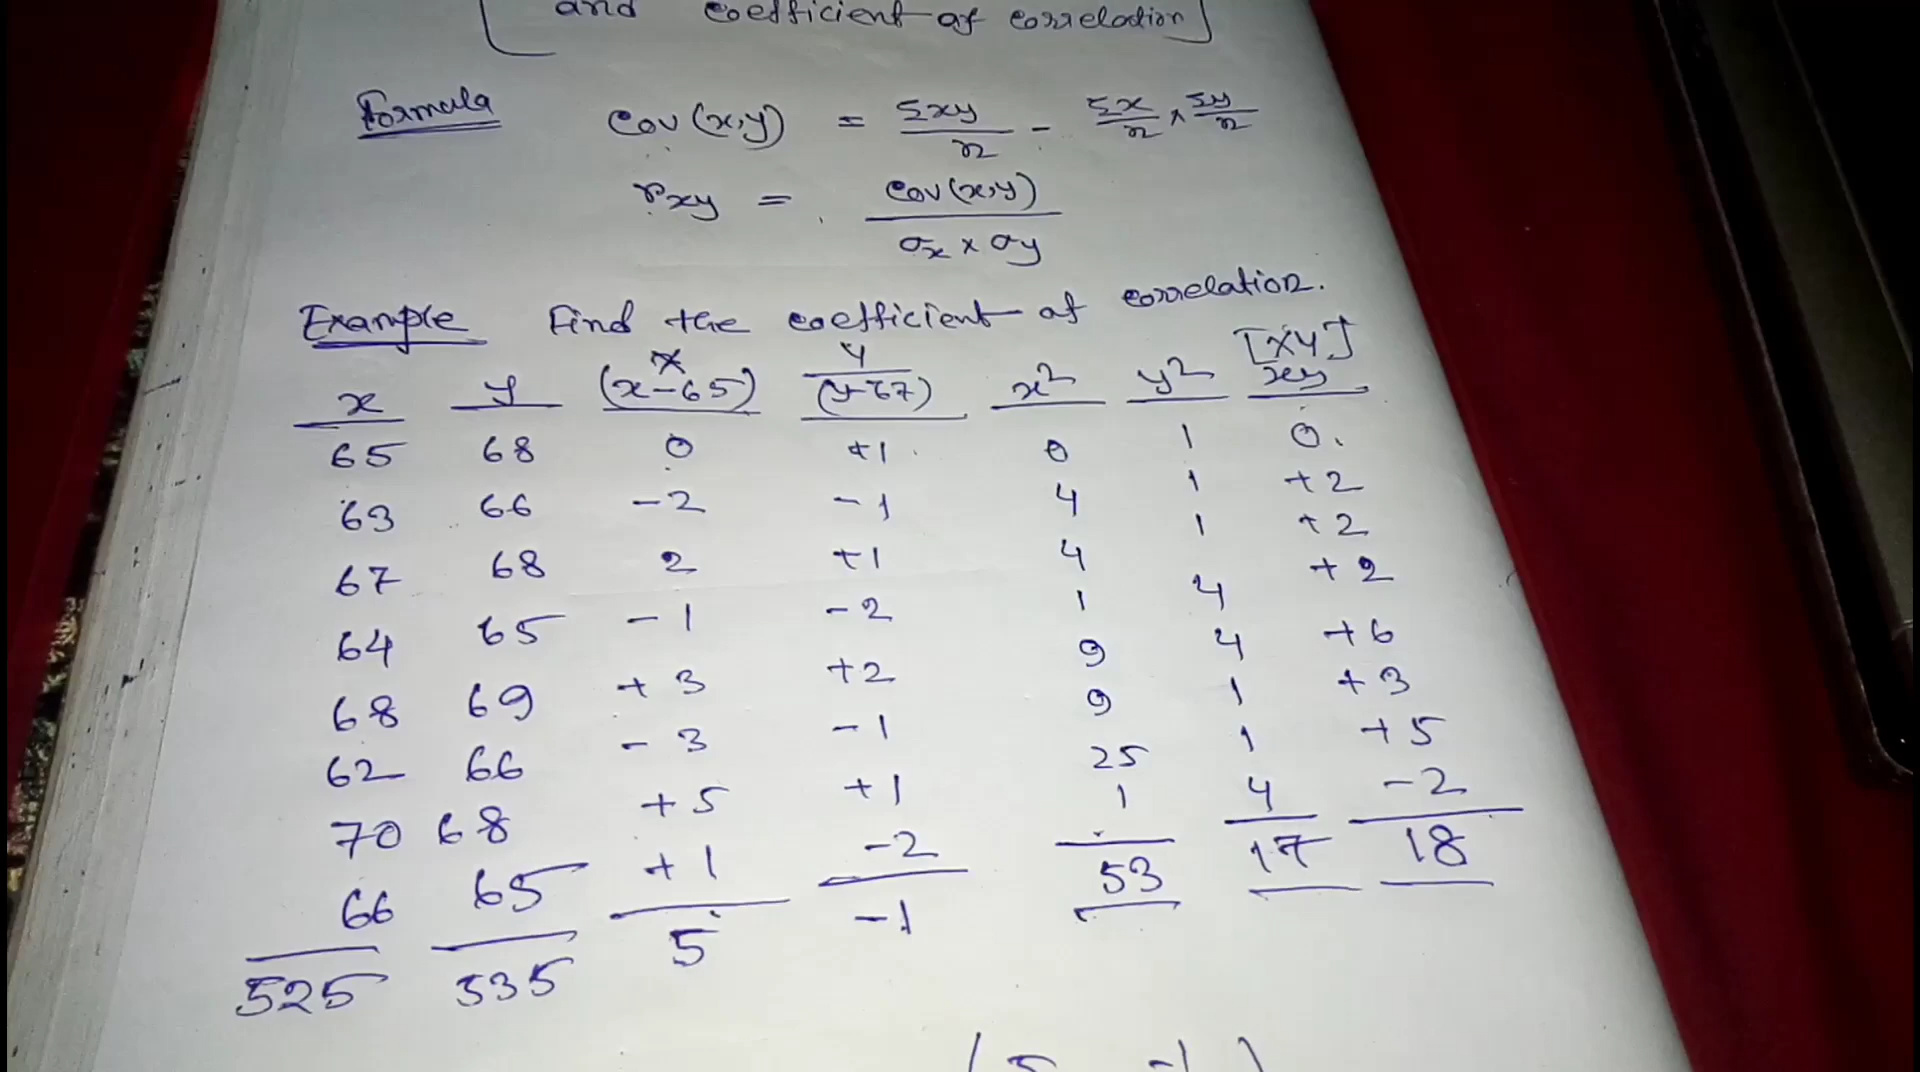 and coefficient of correlation]
Formula Cov (x,y) = Σxy/n - Σx/n × Σy/n
rxy = Cov (x,y) / σx × σy
Example Find the coefficient of correlation.
x y X (x-65) Y (y-67) x² y² [XY] xy
65 68 0 +1 0 1 0
63 66 -2 -1 4 1 +2
67 68 2 +1 4 1 +2
64 65 -1 -2 1 4 +2
68 69 +3 +2 9 4 +6
62 66 -3 -1 9 1 +3
70 68 +5 +1 25 1 +5
66 65 +1 -2 1 4 -2
525 535 5 -1 53 17 18